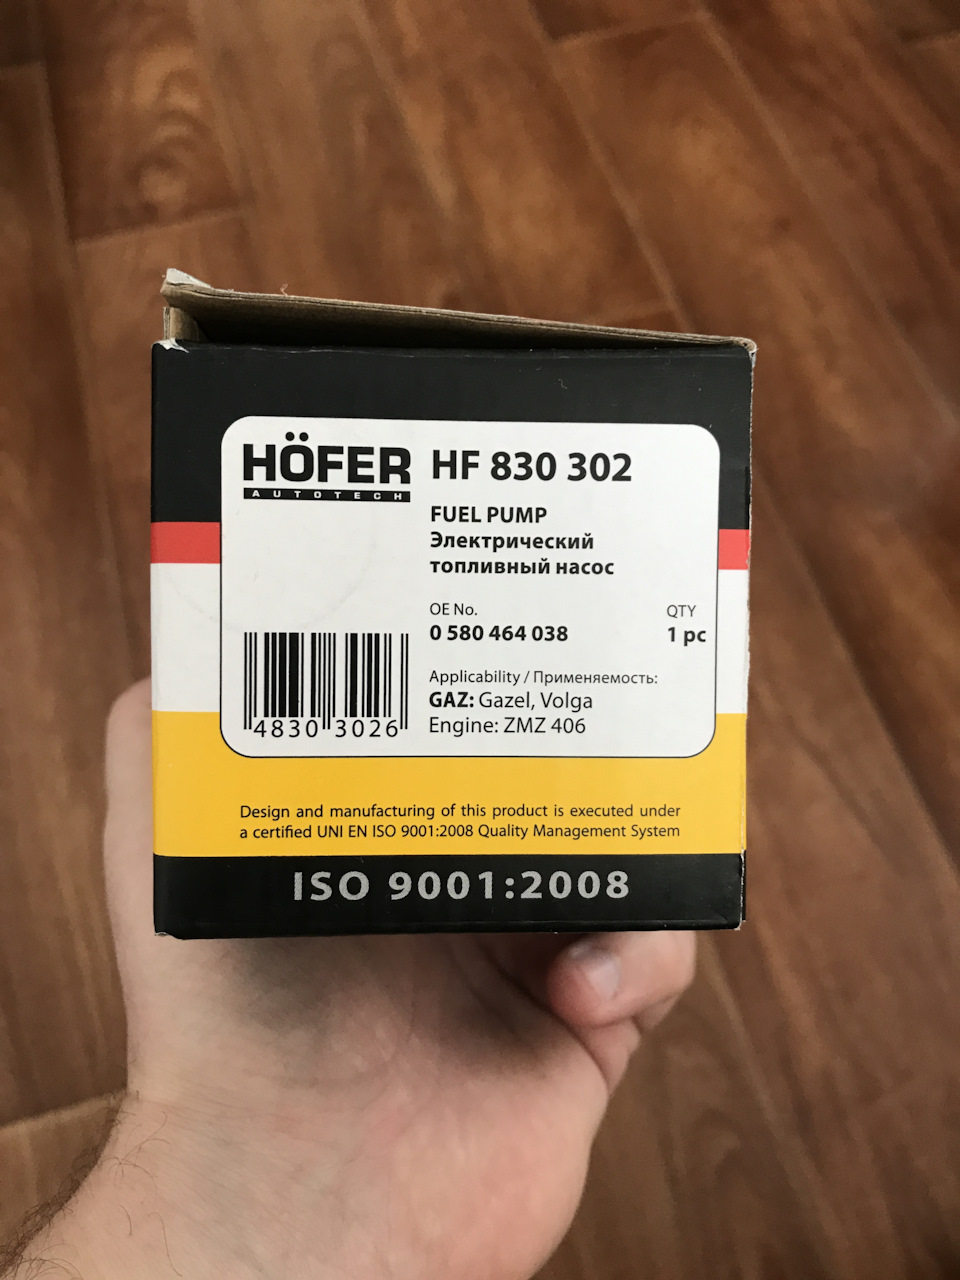 HÖFER
AUTOTECH
HF 830 302
FUEL PUMP
Электрический
топливный насос
OE No.
0 580 464 038
QTY
1 pc
Applicability / Применяемость:
GAZ: Gazel, Volga
Engine: ZMZ 406
4830 3026
Design and manufacturing of this product is executed under
a certified UNI EN ISO 9001:2008 Quality Management System
ISO 9001:2008